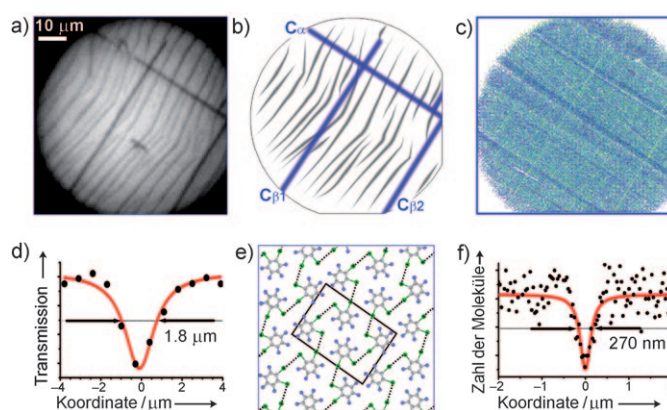 a)
10 μm
b)
Cα
Cβ1
Cβ2
c)
d)
Transmission
1.8 μm
-4 -2 0 2 4
Koordinate / μm
e)
f)
Zahl der Moleküle
270 nm
-2 -1 0 1 2
Koordinate / μm